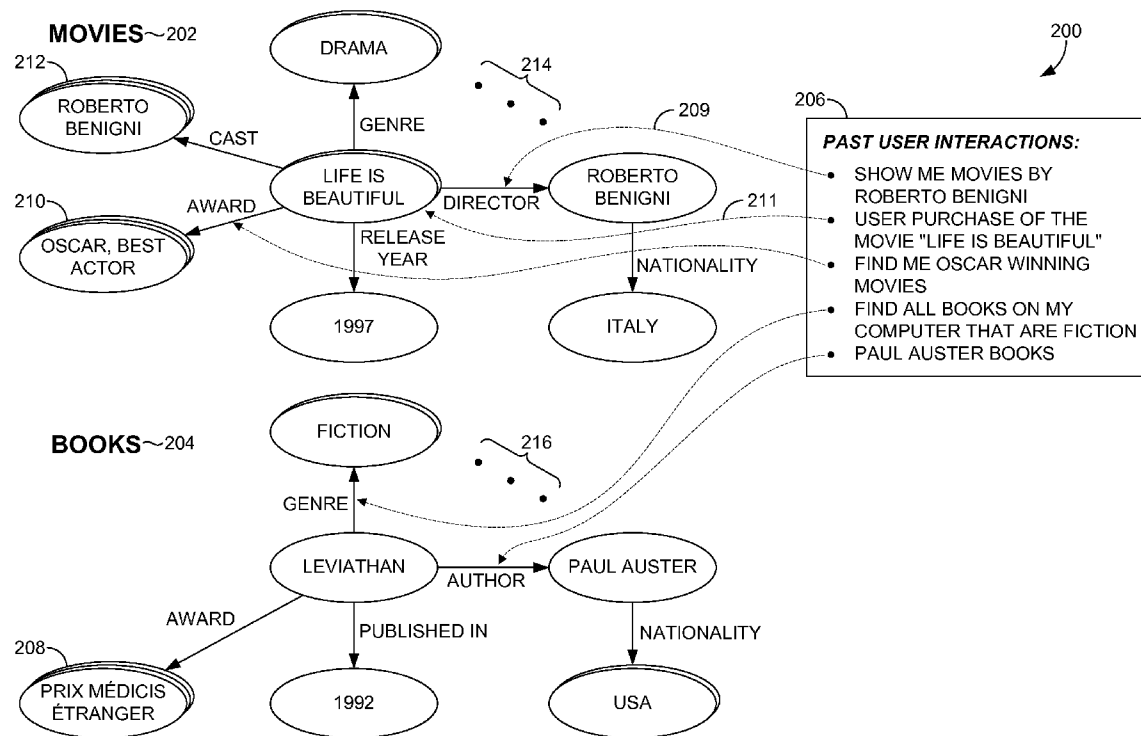 MOVIES~202
DRAMA
200
212
214
206
ROBERTO
BENIGNI
CAST
GENRE
209
PAST USER INTERACTIONS:
• SHOW ME MOVIES BY
ROBERTO BENIGNI
• USER PURCHASE OF THE
MOVIE "LIFE IS BEAUTIFUL"
• FIND ME OSCAR WINNING
MOVIES
• FIND ALL BOOKS ON MY
COMPUTER THAT ARE FICTION
• PAUL AUSTER BOOKS
LIFE IS
BEAUTIFUL
DIRECTOR
ROBERTO
BENIGNI
211
210
AWARD
OSCAR, BEST
ACTOR
RELEASE
YEAR
NATIONALITY
1997
ITALY
BOOKS~204
FICTION
216
GENRE
LEVIATHAN
AUTHOR
PAUL AUSTER
AWARD
PUBLISHED IN
NATIONALITY
208
PRIX MÉDICIS
ÉTRANGER
1992
USA